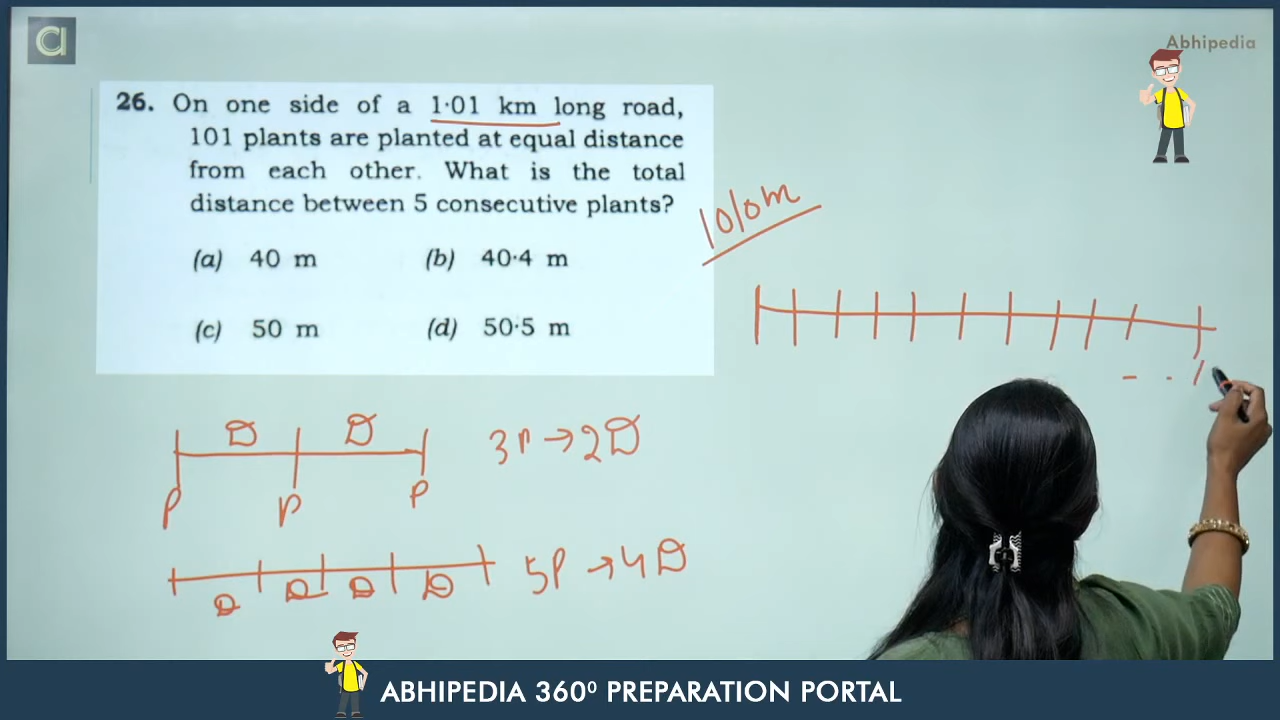 Abhipedia
26. On one side of a 1·01 km long road,
101 plants are planted at equal distance
from each other. What is the total
distance between 5 consecutive plants?
(a) 40 m (b) 40·4 m
(c) 50 m (d) 50·5 m
1010m
D D
P P P
3P → 2D
D D D D
5P → 4D
ABHIPEDIA 360⁰ PREPARATION PORTAL